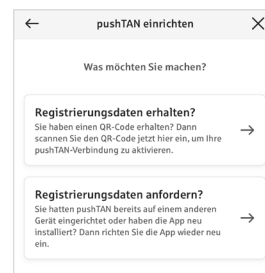 pushTAN einrichten
Was möchten Sie machen?
Registrierungsdaten erhalten?
Sie haben einen QR-Code erhalten? Dann
scannen Sie den QR-Code jetzt hier ein, um Ihre
pushTAN-Verbindung zu aktivieren.
Registrierungsdaten anfordern?
Sie hatten pushTAN bereits auf einem anderen
Gerät eingerichtet oder haben die App neu
installiert? Dann richten Sie die App wieder neu
ein.